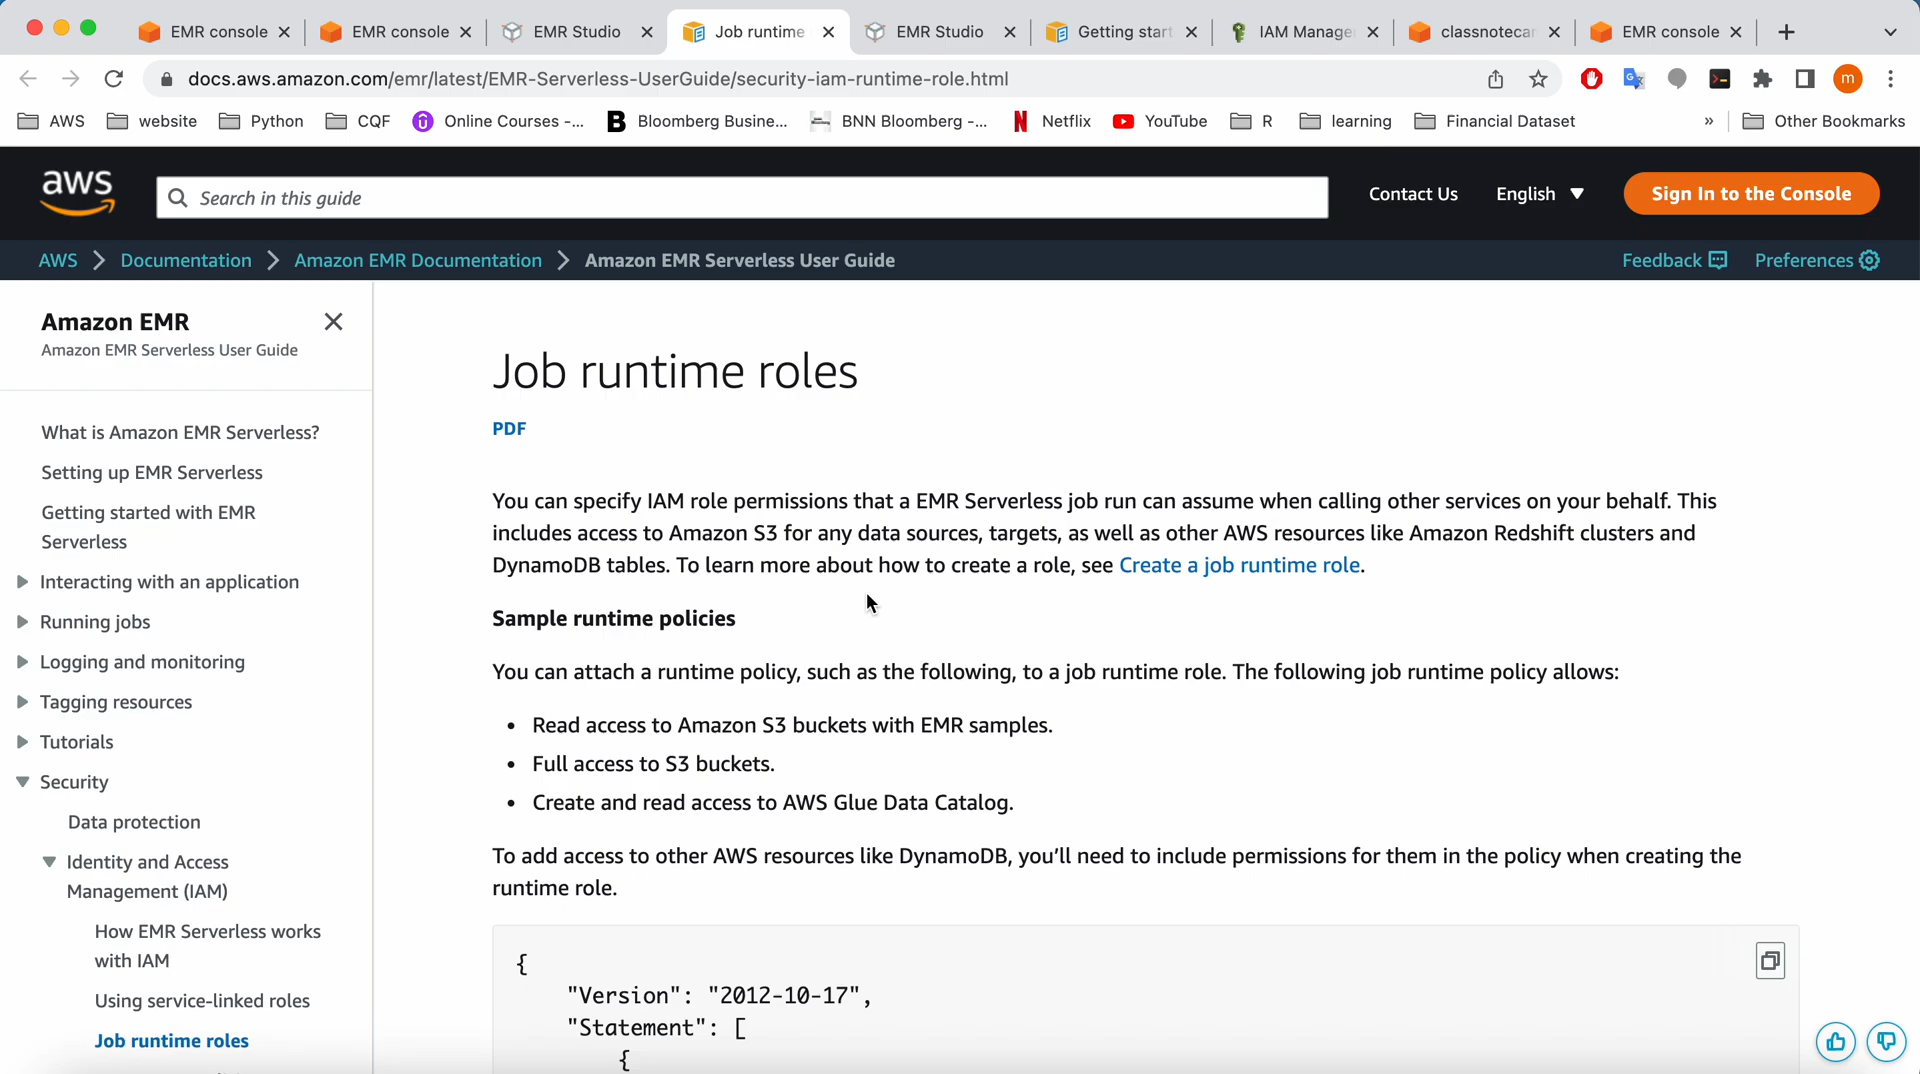 EMR console
EMR console
EMR Studio
Job runtime
EMR Studio
Getting start
IAM Manage
classnotecar
EMR console
docs.aws.amazon.com/emr/latest/EMR-Serverless-UserGuide/security-iam-runtime-role.html
m
AWS
website
Python
CQF
Online Courses -...
Bloomberg Busine...
BNN Bloomberg -...
Netflix
YouTube
R
learning
Financial Dataset
»
Other Bookmarks
aws
Search in this guide
Contact Us
English
Sign In to the Console
AWS
Documentation
Amazon EMR Documentation
Amazon EMR Serverless User Guide
Feedback
Preferences
Amazon EMR
Amazon EMR Serverless User Guide
What is Amazon EMR Serverless?
Setting up EMR Serverless
Getting started with EMR
Serverless
Interacting with an application
Running jobs
Logging and monitoring
Tagging resources
Tutorials
Security
Data protection
Identity and Access
Management (IAM)
How EMR Serverless works
with IAM
Using service-linked roles
Job runtime roles
Job runtime roles
PDF
You can specify IAM role permissions that a EMR Serverless job run can assume when calling other services on your behalf. This
includes access to Amazon S3 for any data sources, targets, as well as other AWS resources like Amazon Redshift clusters and
DynamoDB tables. To learn more about how to create a role, see Create a job runtime role.
Sample runtime policies
You can attach a runtime policy, such as the following, to a job runtime role. The following job runtime policy allows:
• Read access to Amazon S3 buckets with EMR samples.
• Full access to S3 buckets.
• Create and read access to AWS Glue Data Catalog.
To add access to other AWS resources like DynamoDB, you’ll need to include permissions for them in the policy when creating the
runtime role.
{
"Version": "2012-10-17",
"Statement": [
{